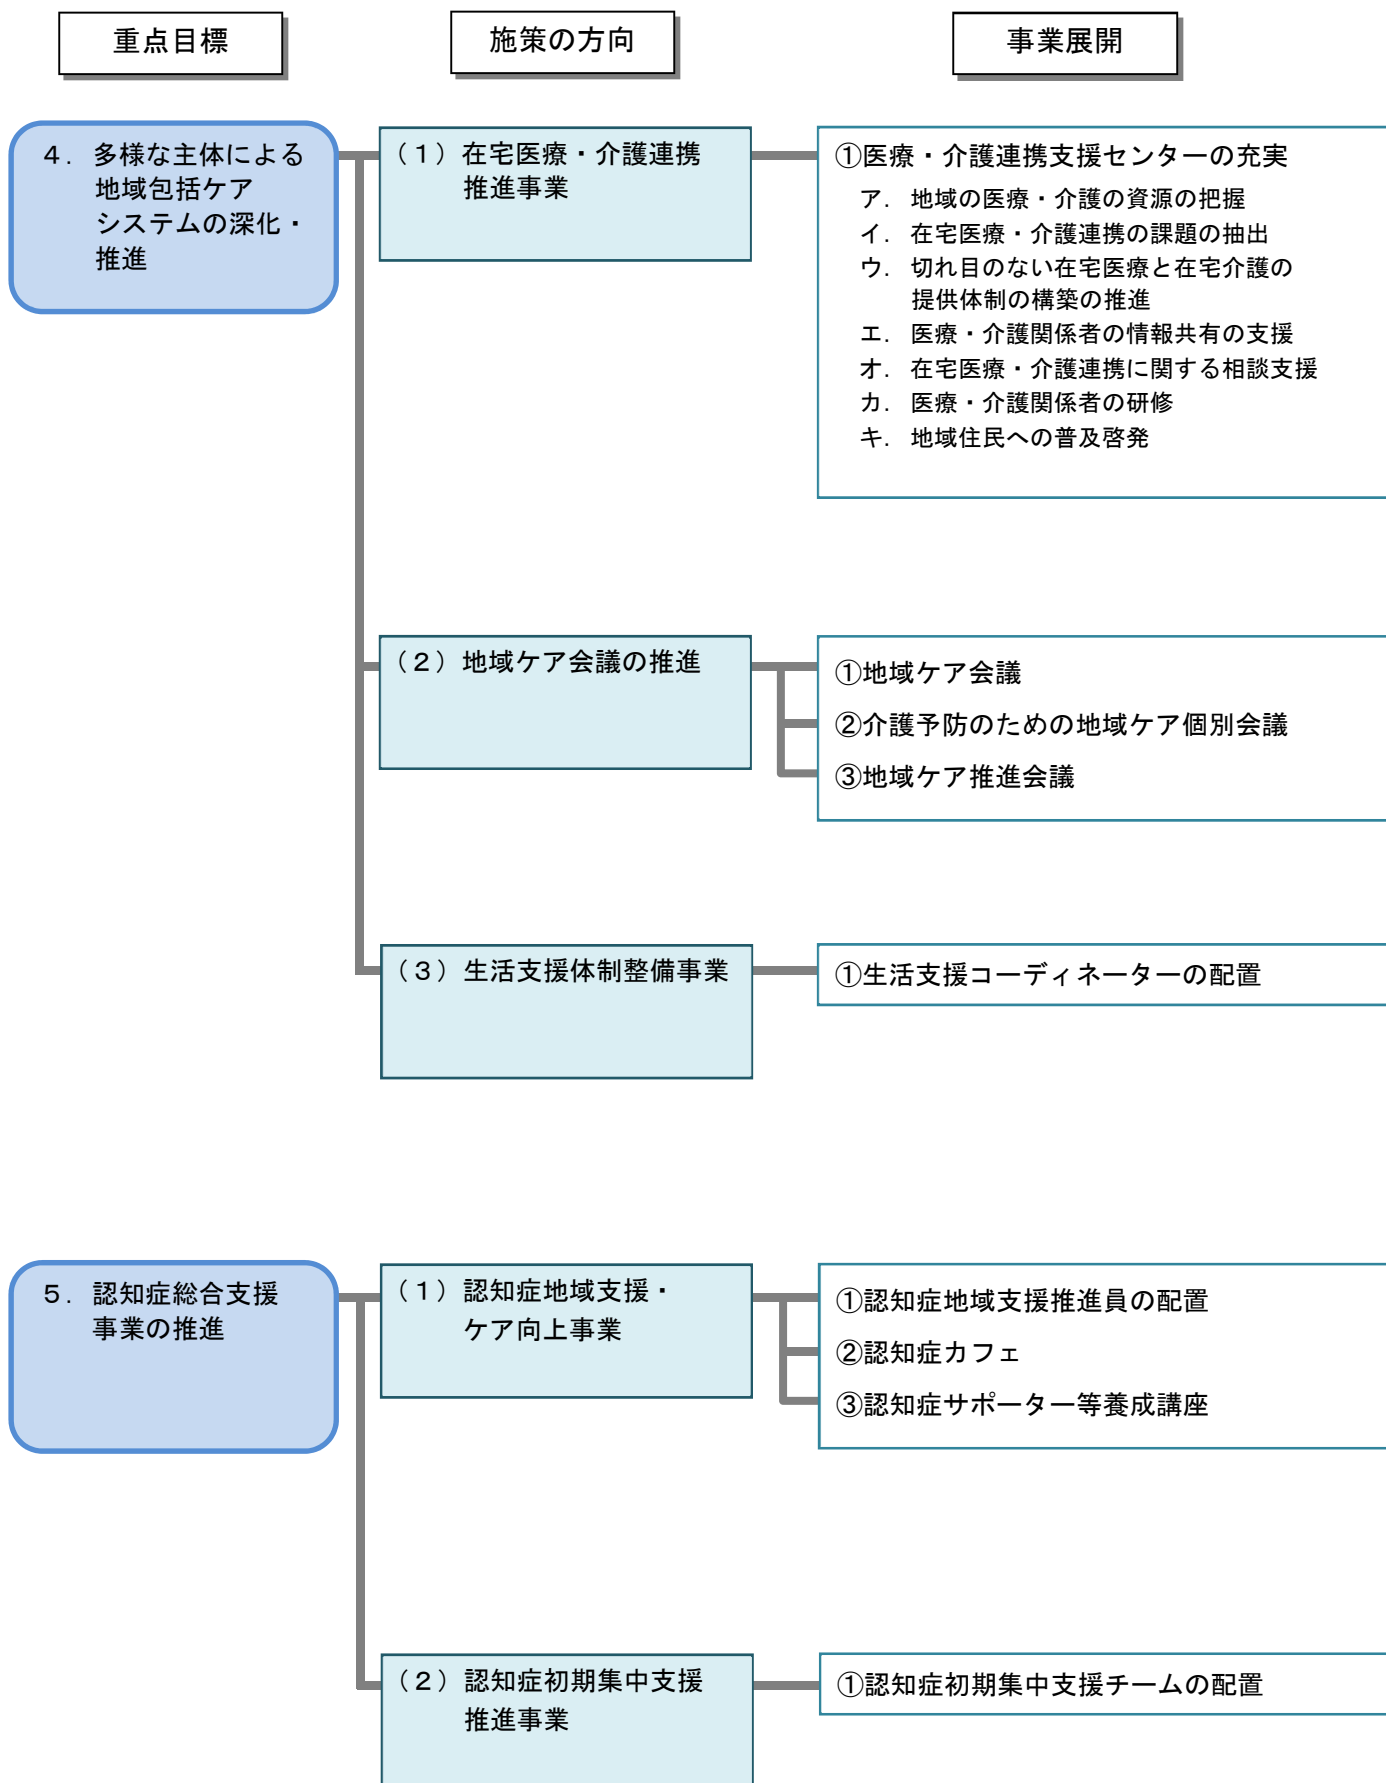 重点目標
施策の方向
事業展開
４．多様な主体による
地域包括ケア
システムの深化・
推進
（１）在宅医療・介護連携
推進事業
①医療・介護連携支援センターの充実
ア．地域の医療・介護の資源の把握
イ．在宅医療・介護連携の課題の抽出
ウ．切れ目のない在宅医療と在宅介護の
提供体制の構築の推進
エ．医療・介護関係者の情報共有の支援
オ．在宅医療・介護連携に関する相談支援
カ．医療・介護関係者の研修
キ．地域住民への普及啓発
（２）地域ケア会議の推進
①地域ケア会議
②介護予防のための地域ケア個別会議
③地域ケア推進会議
（３）生活支援体制整備事業
①生活支援コーディネーターの配置
５．認知症総合支援
事業の推進
（１）認知症地域支援・
ケア向上事業
①認知症地域支援推進員の配置
②認知症カフェ
③認知症サポーター等養成講座
（２）認知症初期集中支援
推進事業
①認知症初期集中支援チームの配置